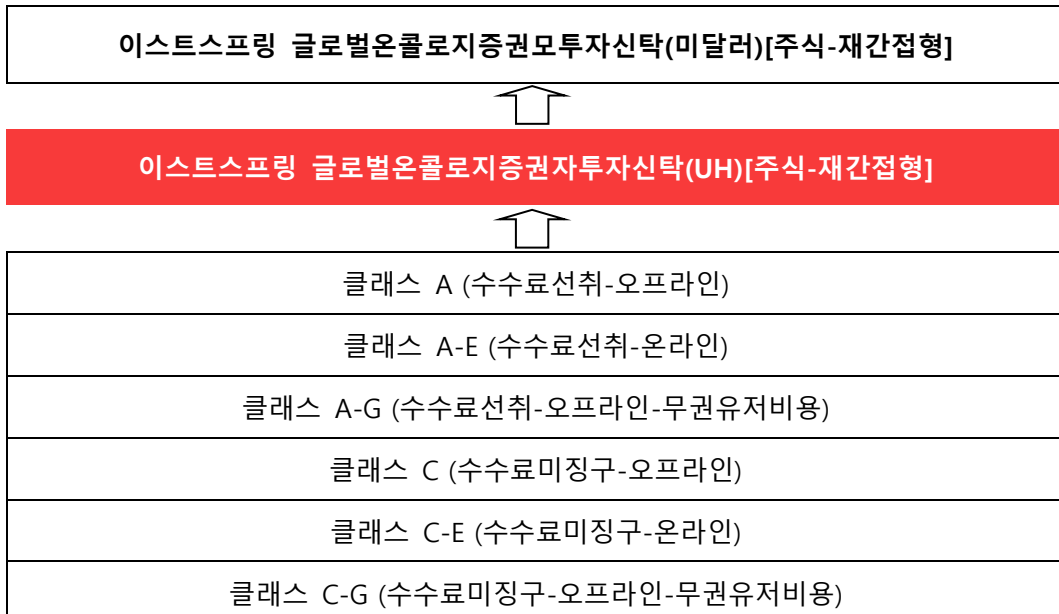 이스트스프링 글로벌온콜로지증권모투자신탁(미달러)[주식-재간접형]
이스트스프링 글로벌온콜로지증권자투자신탁(UH)[주식-재간접형]
클래스 A (수수료선취-오프라인)
클래스 A-E (수수료선취-온라인)
클래스 A-G (수수료선취-오프라인-무권유저비용)
클래스 C (수수료미징구-오프라인)
클래스 C-E (수수료미징구-온라인)
클래스 C-G (수수료미징구-오프라인-무권유저비용)